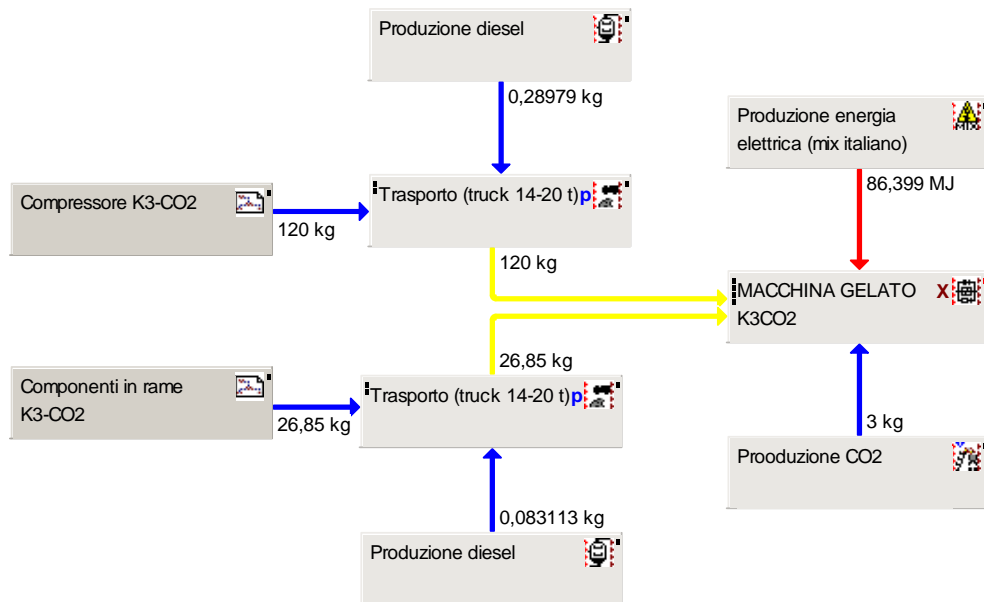 Produzione diesel
0,28979 kg
Produzione energia
elettrica (mix italiano)
MIX
86,399 MJ
Compressore K3-CO2
120 kg
Trasporto (truck 14-20 t) p
120 kg
MACCHINA GELATO X
K3CO2
26,85 kg
Componenti in rame
K3-CO2
26,85 kg
Trasporto (truck 14-20 t) p
3 kg
Prooduzione CO2
0,083113 kg
Produzione diesel